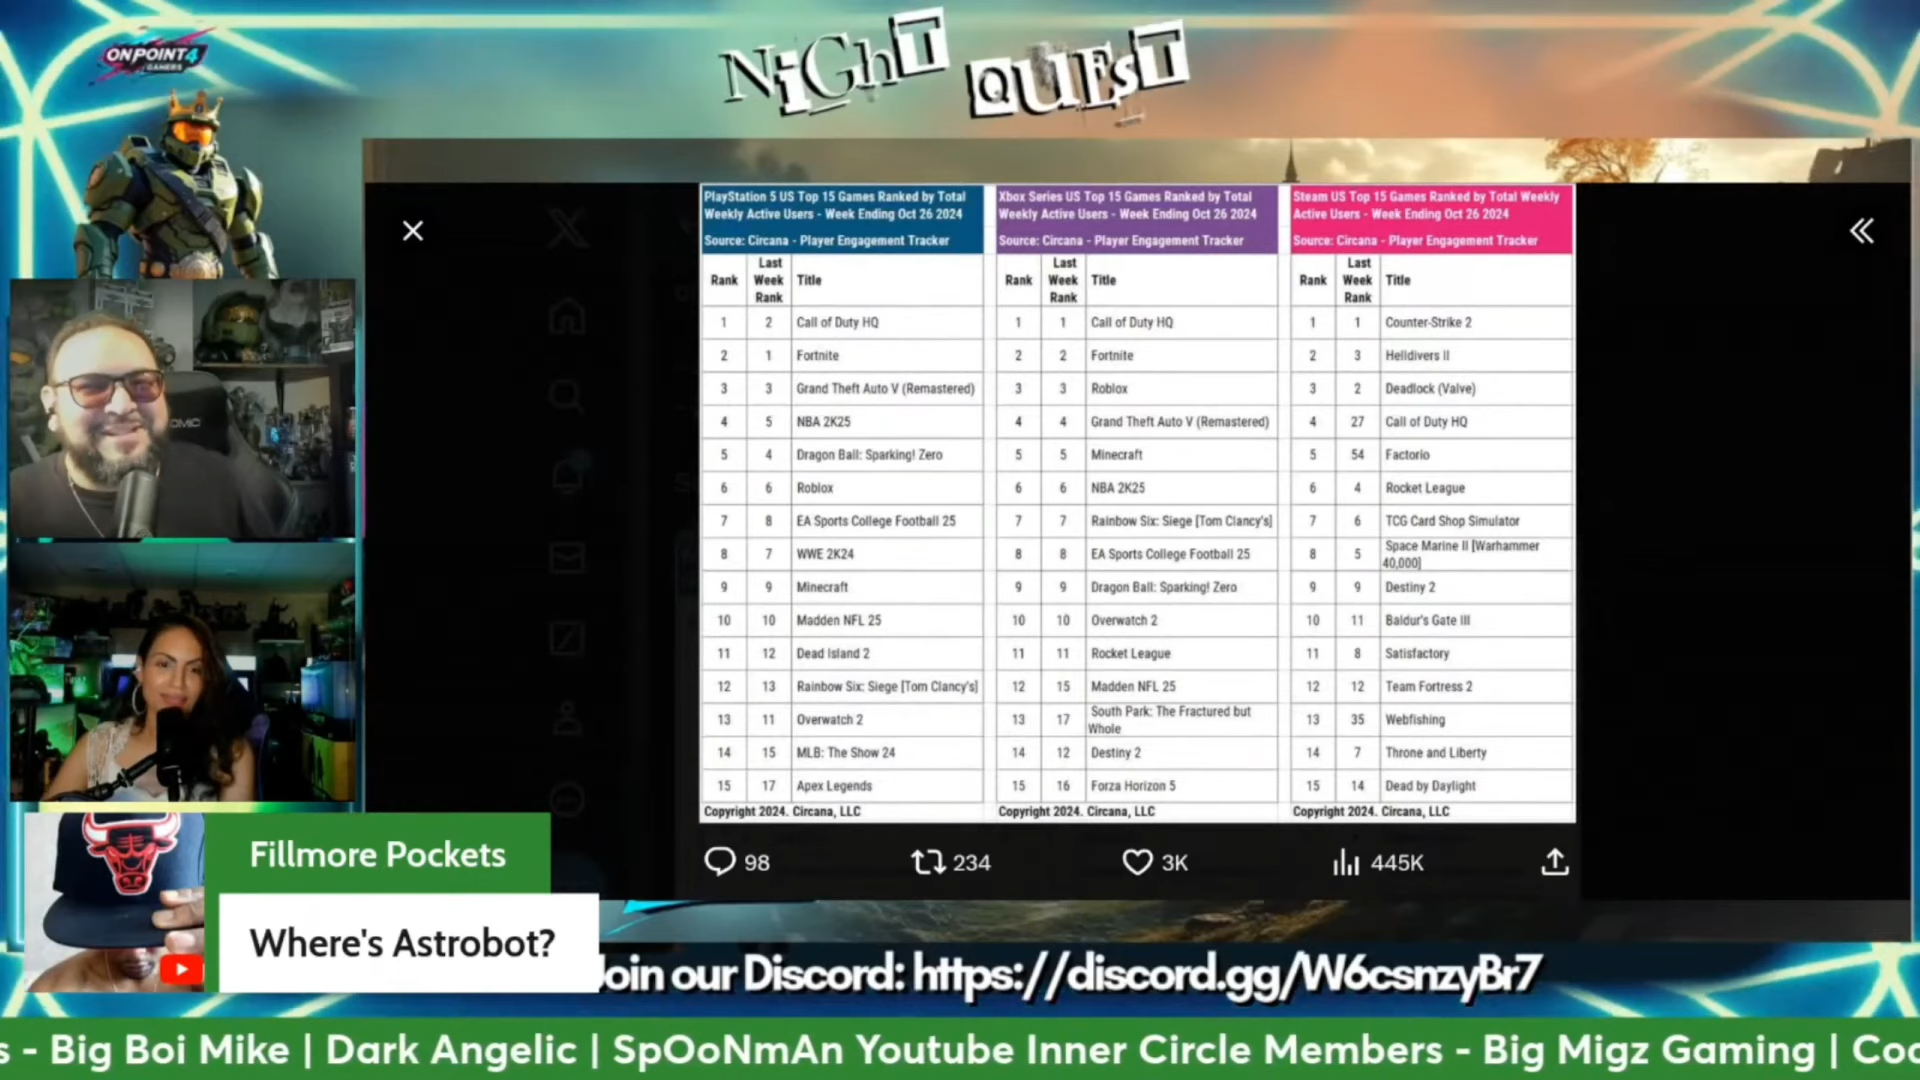 ONPOINT4
GAMERS
NiGhT QUEsT
PlayStation 5 US Top 15 Games Ranked by Total
Weekly Active Users - Week Ending Oct 26 2024
Source: Circana - Player Engagement Tracker
Rank Last Week Rank Title
1 2 Call of Duty HQ
2 1 Fortnite
3 3 Grand Theft Auto V (Remastered)
4 5 NBA 2K25
5 4 Dragon Ball: Sparking! Zero
6 6 Roblox
7 8 EA Sports College Football 25
8 7 WWE 2K24
9 9 Minecraft
10 10 Madden NFL 25
11 12 Dead Island 2
12 13 Rainbow Six: Siege [Tom Clancy's]
13 11 Overwatch 2
14 15 MLB: The Show 24
15 17 Apex Legends
Copyright 2024. Circana, LLC
Xbox Series US Top 15 Games Ranked by Total
Weekly Active Users - Week Ending Oct 26 2024
Source: Circana - Player Engagement Tracker
Rank Last Week Rank Title
1 1 Call of Duty HQ
2 2 Fortnite
3 3 Roblox
4 4 Grand Theft Auto V (Remastered)
5 5 Minecraft
6 6 NBA 2K25
7 7 Rainbow Six: Siege [Tom Clancy's]
8 8 EA Sports College Football 25
9 9 Dragon Ball: Sparking! Zero
10 10 Overwatch 2
11 11 Rocket League
12 15 Madden NFL 25
13 17 South Park: The Fractured but Whole
14 12 Destiny 2
15 16 Forza Horizon 5
Copyright 2024. Circana, LLC
Steam US Top 15 Games Ranked by Total Weekly
Active Users - Week Ending Oct 26 2024
Source: Circana - Player Engagement Tracker
Rank Last Week Rank Title
1 1 Counter-Strike 2
2 3 Helldivers II
3 2 Deadlock (Valve)
4 27 Call of Duty HQ
5 54 Factorio
6 4 Rocket League
7 6 TCG Card Shop Simulator
8 5 Space Marine II [Warhammer 40,000]
9 9 Destiny 2
10 11 Baldur's Gate III
11 8 Satisfactory
12 12 Team Fortress 2
13 35 Webfishing
14 7 Throne and Liberty
15 14 Dead by Daylight
Copyright 2024. Circana, LLC
98 234 3K 445K
Fillmore Pockets
Where's Astrobot?
Join our Discord: https://discord.gg/W6csnzyBr7
s - Big Boi Mike | Dark Angelic | SpOoNmAn Youtube Inner Circle Members - Big Migz Gaming | Coo